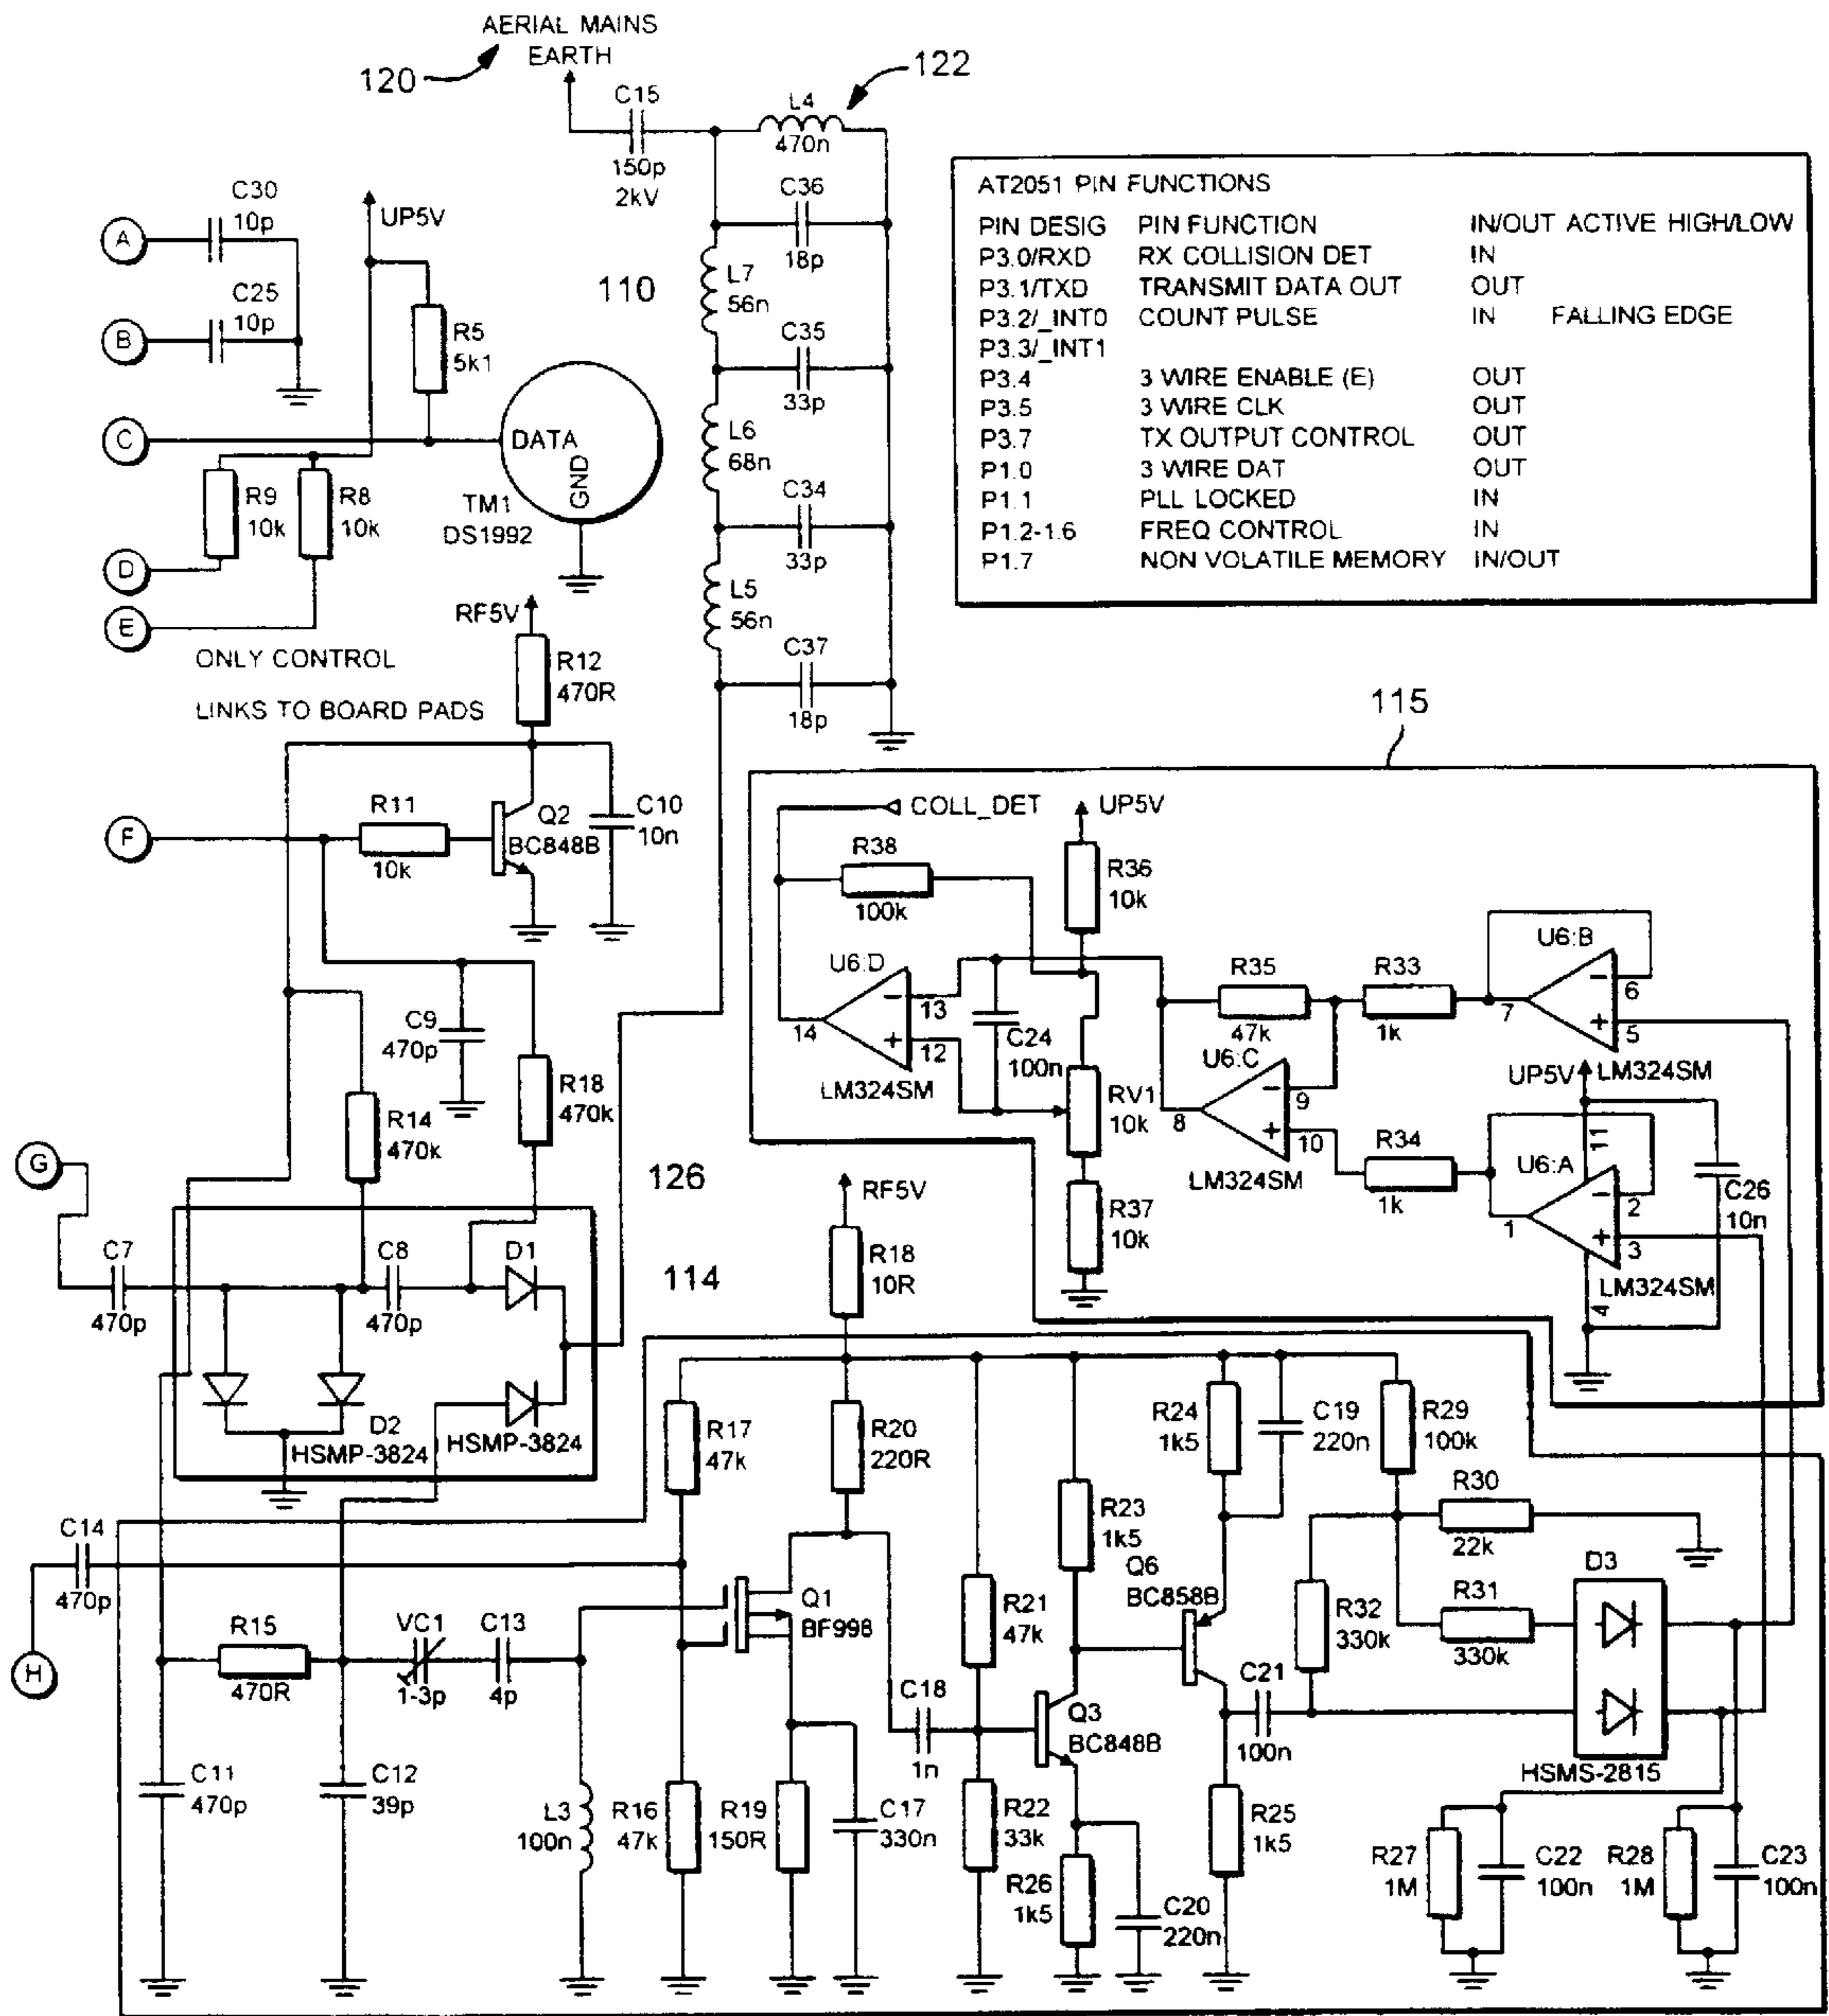 AERIAL MAINS
EARTH
120
122
C15
150p
2kV
L4
470n
C36
18p
L7
56n
110
C35
33p
L6
68n
C34
33p
L5
56n
C37
18p
C30
10p
A
C25
10p
B
UP5V
R5
5k1
C
DATA
GND
TM1
DS1992
R9
10k
R8
10k
D
E
ONLY CONTROL
LINKS TO BOARD PADS
AT2051 PIN FUNCTIONS
PIN DESIG PIN FUNCTION IN/OUT ACTIVE HIGH/LOW
P3.0/RXD RX COLLISION DET IN
P3.1/TXD TRANSMIT DATA OUT OUT
P3.2/_INT0 COUNT PULSE IN FALLING EDGE
P3.3/_INT1
P3.4 3 WIRE ENABLE (E) OUT
P3.5 3 WIRE CLK OUT
P3.7 TX OUTPUT CONTROL OUT
P1.0 3 WIRE DAT OUT
P1.1 PLL LOCKED IN
P1.2-1.6 FREQ CONTROL IN
P1.7 NON VOLATILE MEMORY IN/OUT
RF5V
R12
470R
F
R11
10k
Q2
BC848B
C10
10n
C9
470p
R18
470k
R14
470k
G
126
114
C7
470p
C8
470p
D1
D2
HSMP-3824
HSMP-3824
115
COLL_DET
UP5V
R38
100k
R36
10k
U6:D
13
14
12
LM324SM
C24
100n
RV1
10k
R37
10k
R35
47k
R33
1k
U6:C
9
8
10
LM324SM
U6:B
6
7
5
LM324SM
UP5V
R34
1k
11
U6:A
2
1
3
4
LM324SM
C26
10n
RF5V
R18
10R
R17
47k
R20
220R
R24
1k5
C19
220n
R29
100k
R30
22k
R23
1k5
Q6
BC858B
R21
47k
R32
330k
R31
330k
D3
HSMS-2815
C14
470p
H
R15
470R
VC1
1-3p
C13
4p
Q1
BF998
C18
1n
Q3
BC848B
C21
100n
C11
470p
C12
39p
L3
100n
R16
47k
R19
150R
C17
330n
R22
33k
R26
1k5
C20
220n
R25
1k5
R27
1M
C22
100n
R28
1M
C23
100n